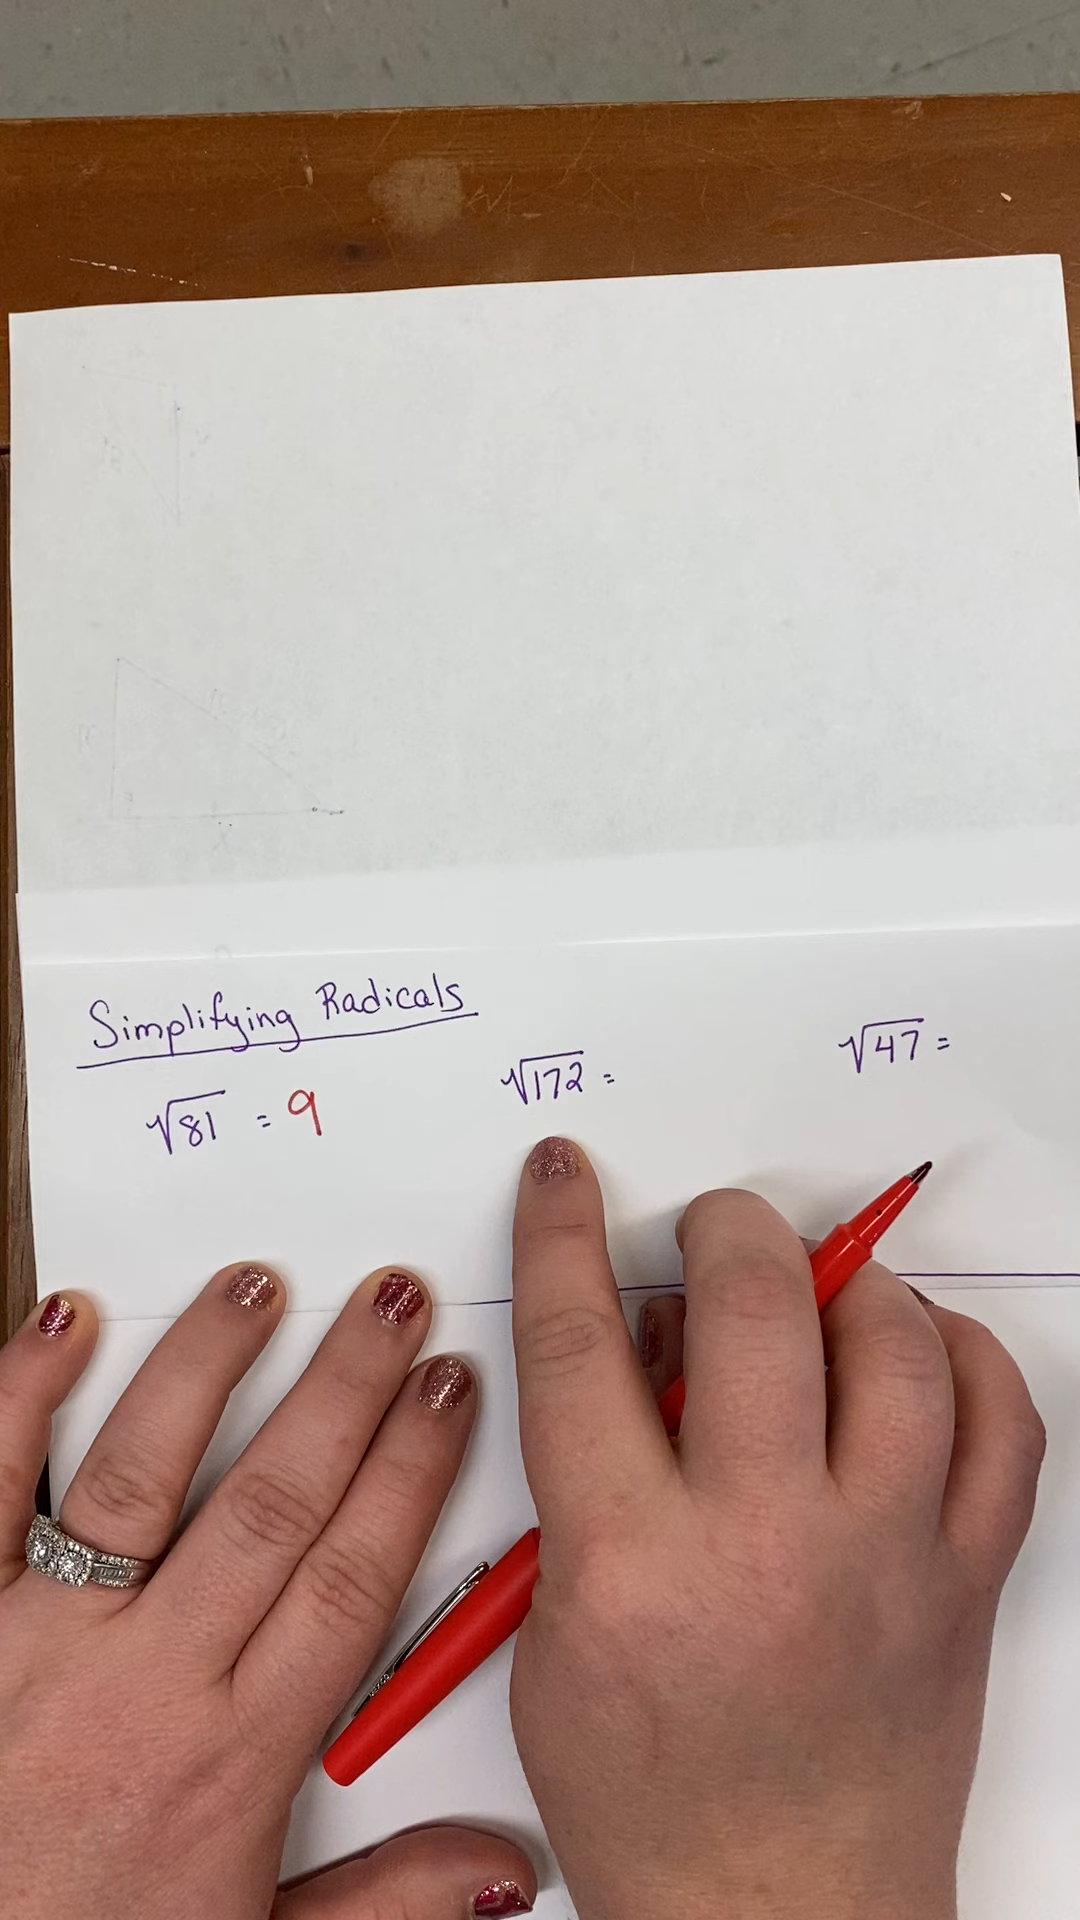 Simplifying Radicals
√81 = 9
√172 =
√47 =